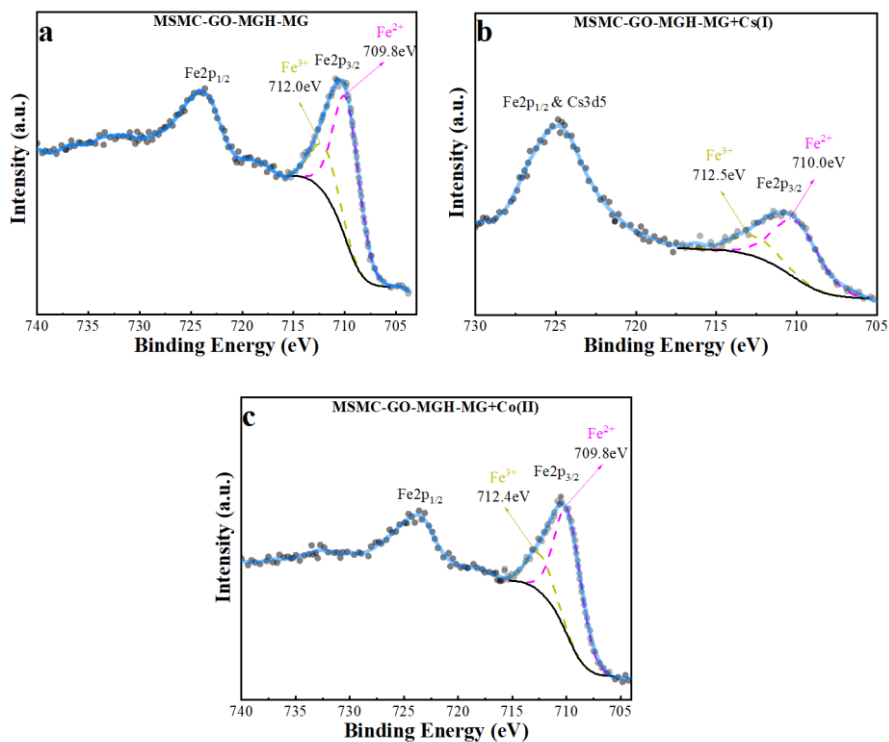 a
MSMC-GO-MGH-MG
Fe²⁺
709.8eV
Fe³⁺
712.0eV
Fe2p₃/₂
Fe2p₁/₂
Intensity (a.u.)
740 735 730 725 720 715 710 705
Binding Energy (eV)
b
MSMC-GO-MGH-MG+Cs(I)
Fe2p₁/₂ & Cs3d5
Fe³⁺
712.5eV
Fe²⁺
710.0eV
Fe2p₃/₂
Intensity (a.u.)
730 725 720 715 710 705
Binding Energy (eV)
c
MSMC-GO-MGH-MG+Co(II)
Fe²⁺
709.8eV
Fe³⁺
712.4eV
Fe2p₃/₂
Fe2p₁/₂
Intensity (a.u.)
740 735 730 725 720 715 710 705
Binding Energy (eV)